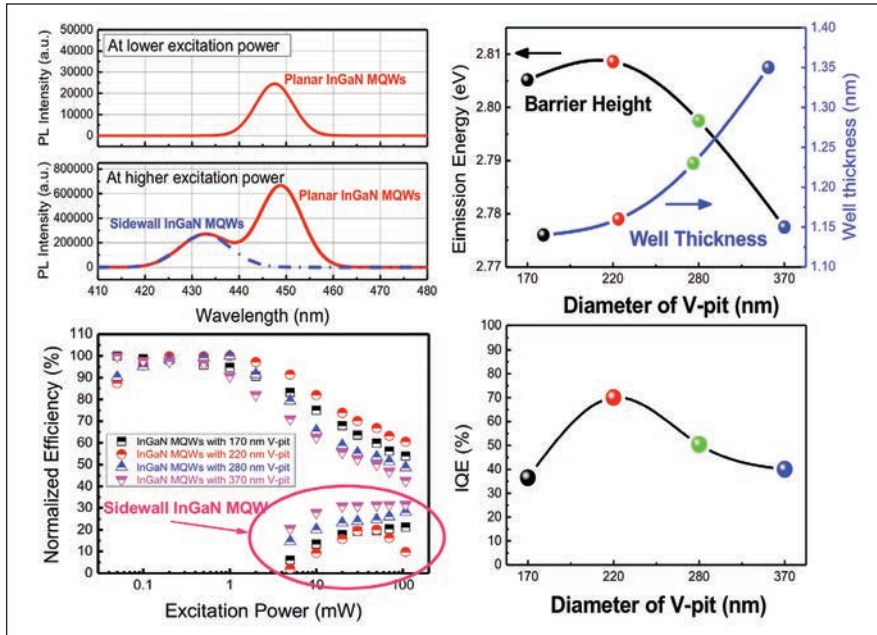 50000
40000
30000
20000
10000
0
PL Intensity (a.u.)
At lower excitation power
Planar InGaN MQWs
800000
600000
400000
200000
0
PL Intensity (a.u.)
At higher excitation power
Planar InGaN MQWs
Sidewall InGaN MQWs
410 420 430 440 450 460 470 480
Wavelength (nm)
2.81
2.80
2.79
2.78
2.77
Eimission Energy (eV)
Barrier Height
Well Thickness
1.40
1.35
1.30
1.25
1.20
1.15
1.10
Well thickness (nm)
170 220 280 370
Diameter of V-pit (nm)
110
100
90
80
70
60
50
40
30
20
10
0
Normalized Efficiency (%)
InGaN MQWs with 170 nm V-pit
InGaN MQWs with 220 nm V-pit
InGaN MQWs with 280 nm V-pit
InGaN MQWs with 370 nm V-pit
Sidewall InGaN MQW
0.1 1 10 100
Excitation Power (mW)
100
90
80
70
60
50
40
30
20
10
0
IQE (%)
170 220 280 370
Diameter of V-pit (nm)